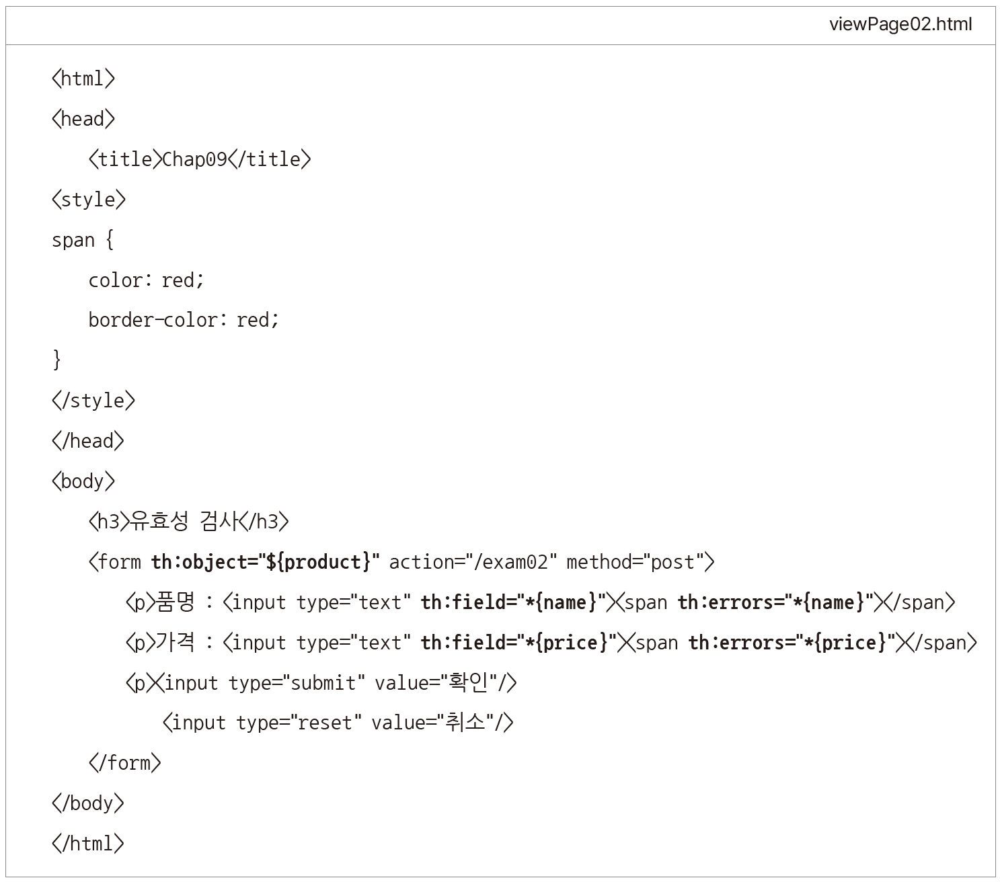 viewPage02.html
<html>
<head>
<title>Chap09</title>
<style>
span {
color: red;
border-color: red;
}
</style>
</head>
<body>
<h3>유효성 검사</h3>
<form th:object="${product}" action="/exam02" method="post">
<p>품명 : <input type="text" th:field="*{name}"><span th:errors="*{name}"></span>
<p>가격 : <input type="text" th:field="*{price}"><span th:errors="*{price}"></span>
<p><input type="submit" value="확인"/>
<input type="reset" value="취소"/>
</form>
</body>
</html>